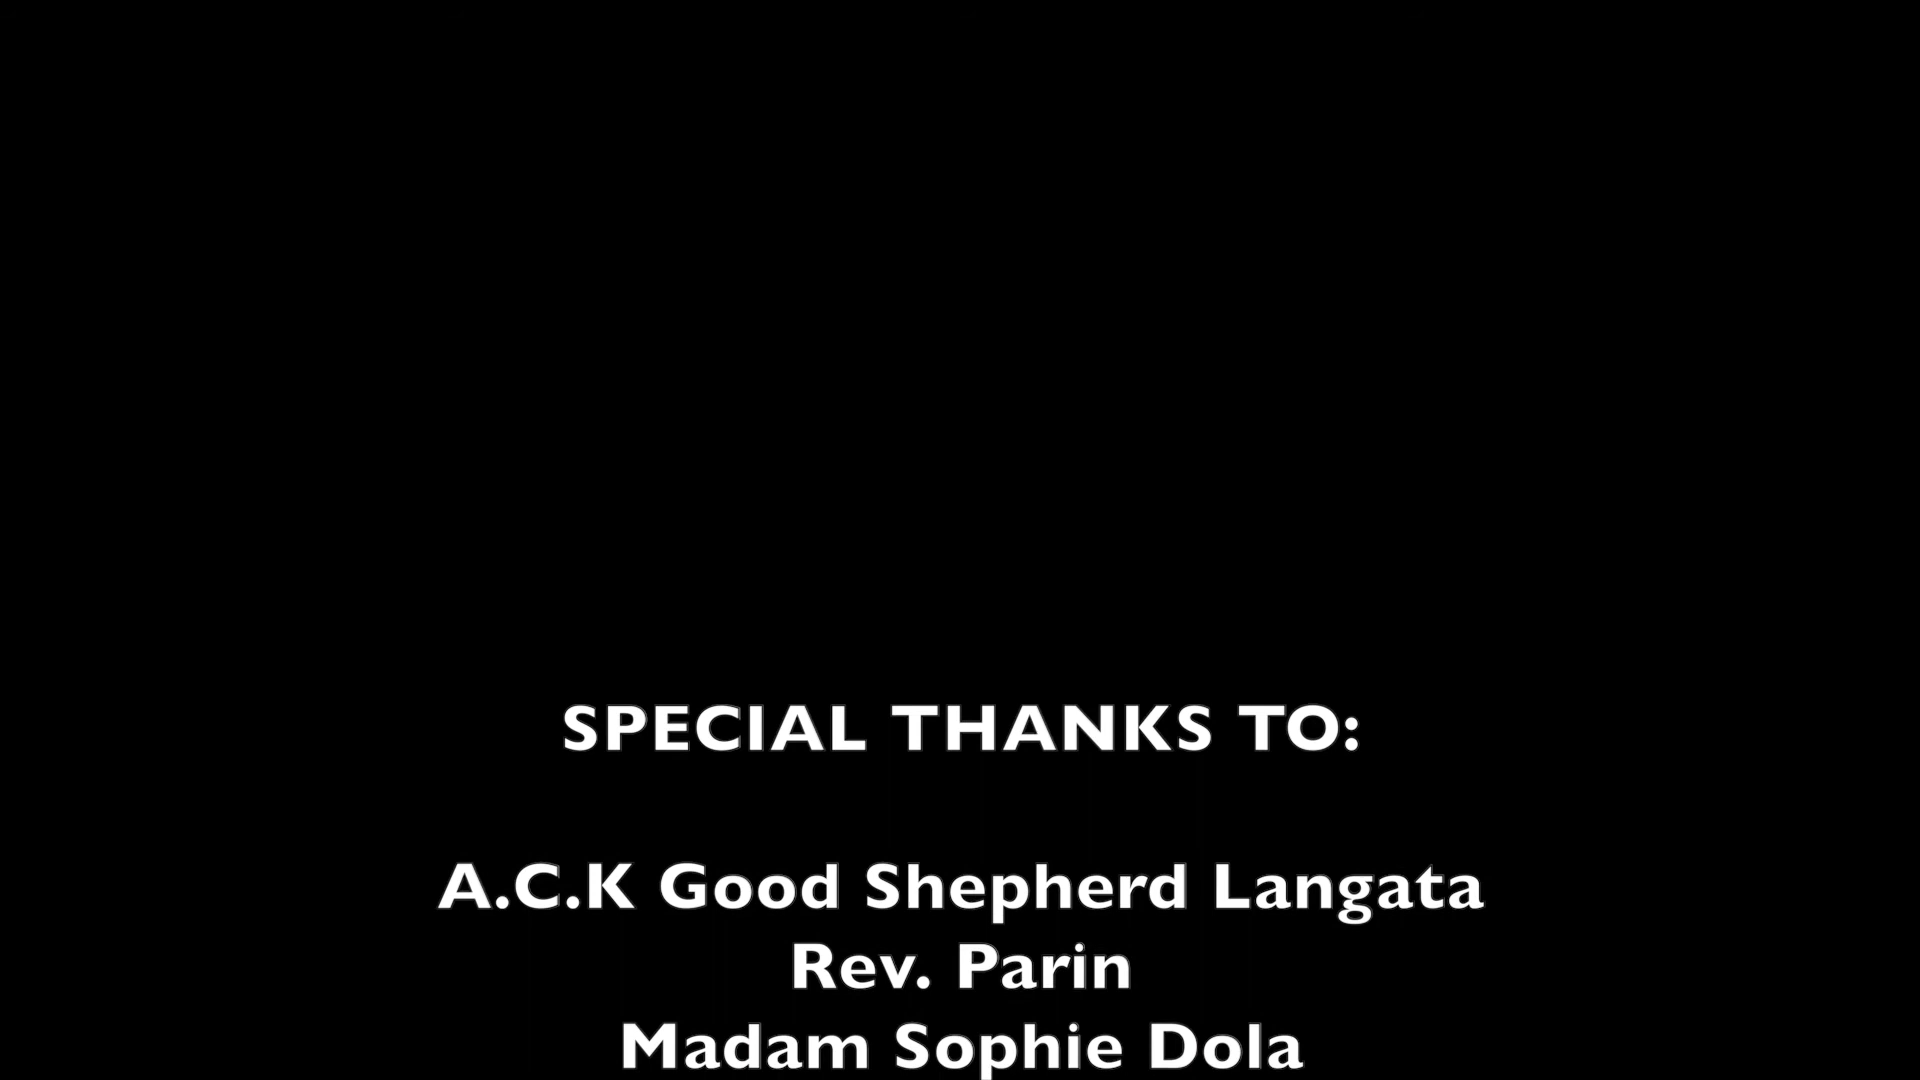 SPECIAL THANKS TO:
A.C.K Good Shepherd Langata
Rev. Parin
Madam Sophie Dola